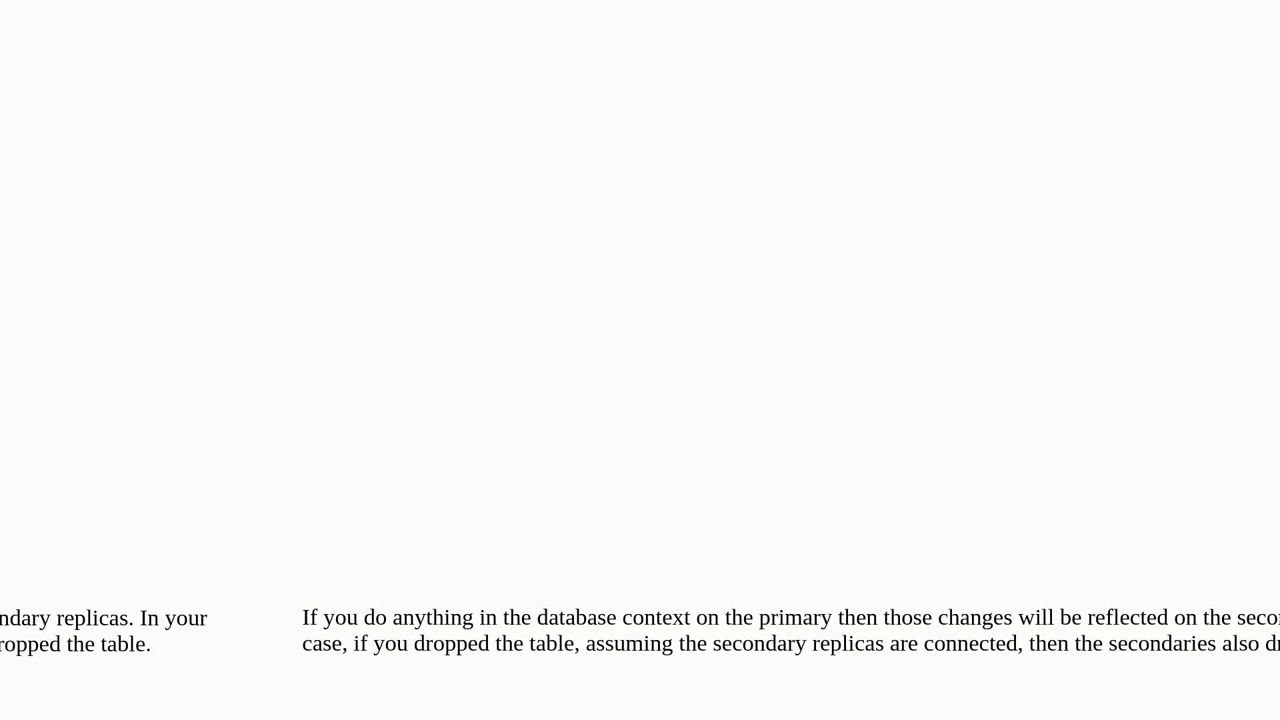 ndary replicas. In your
ropped the table.
If you do anything in the database context on the primary then those changes will be reflected on the seco
case, if you dropped the table, assuming the secondary replicas are connected, then the secondaries also d